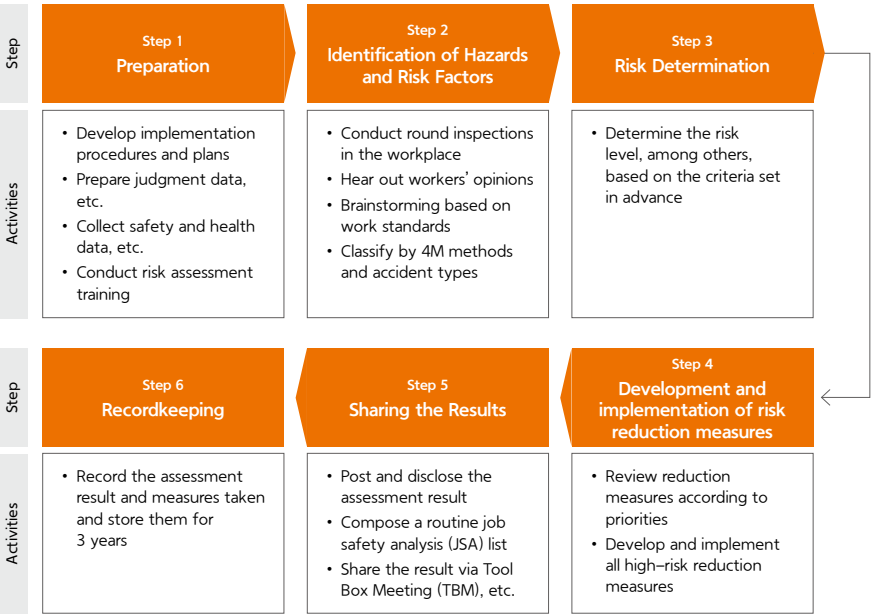 Step
Step 1
Preparation
Step 2
Identification of Hazards
and Risk Factors
Step 3
Risk Determination
Activities
• Develop implementation
procedures and plans
• Prepare judgment data,
etc.
• Collect safety and health
data, etc.
• Conduct risk assessment
training
• Conduct round inspections
in the workplace
• Hear out workers’ opinions
• Brainstorming based on
work standards
• Classify by 4M methods
and accident types
• Determine the risk
level, among others,
based on the criteria set
in advance
Step
Step 4
Development and
implementation of risk
reduction measures
Step 5
Sharing the Results
Step 6
Recordkeeping
Activities
• Review reduction
measures according to
priorities
• Develop and implement
all high–risk reduction
measures
• Post and disclose the
assessment result
• Compose a routine job
safety analysis (JSA) list
• Share the result via Tool
Box Meeting (TBM), etc.
• Record the assessment
result and measures taken
and store them for
3 years